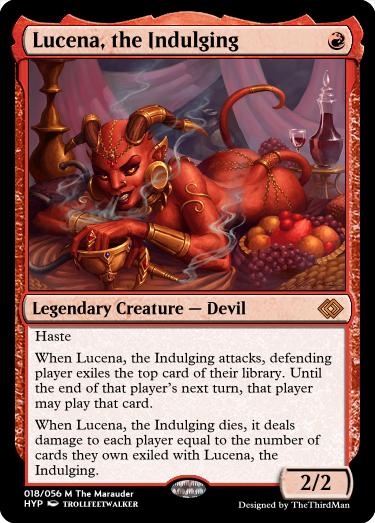 Lucena, the Indulging
Legendary Creature — Devil
Haste
When Lucena, the Indulging attacks, defending
player exiles the top card of their library. Until
the end of that player's next turn, that player
may play that card.
When Lucena, the Indulging dies, it deals
damage to each player equal to the number of
cards they own exiled with Lucena, the
Indulging.
2/2
018/056 M The Marauder
HYP TROLLFEETWALKER
Designed by TheThirdMan